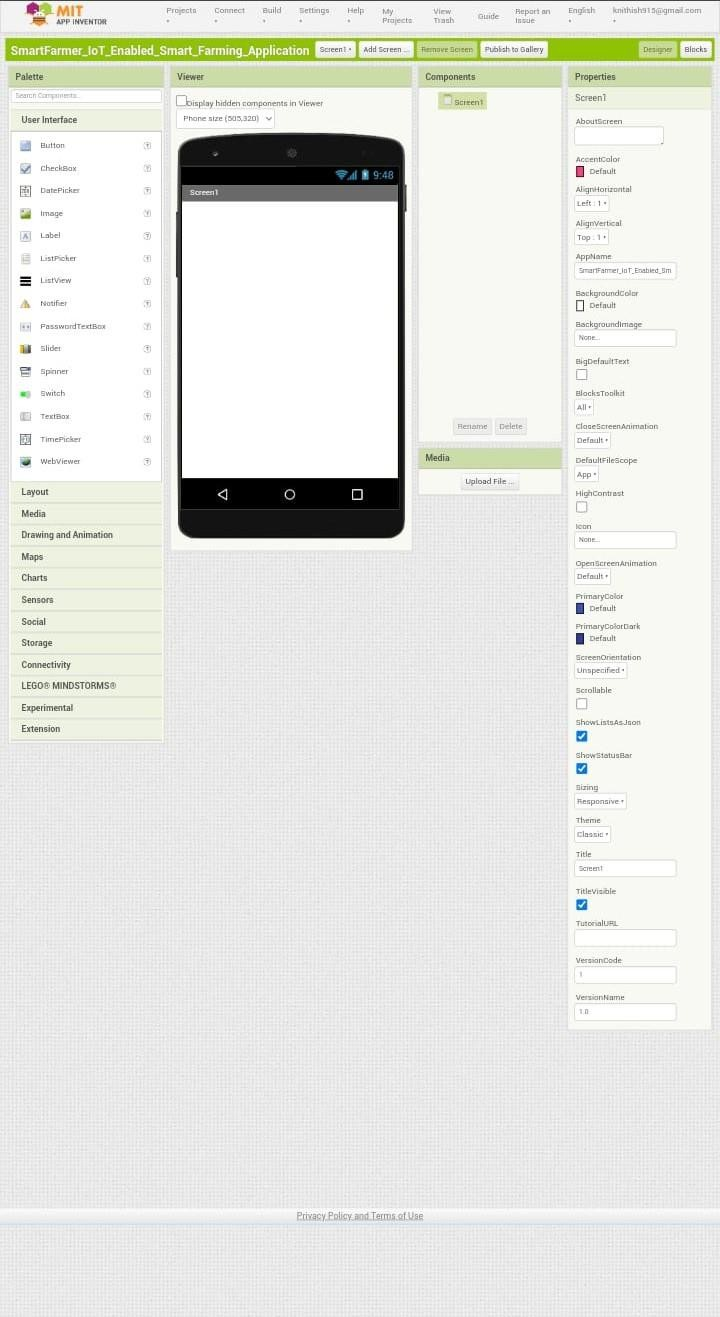 MIT
APP INVENTOR
Projects
Connect
Build
Settings
Help
My
Projects
View
Trash
Guide
Report an
Issue
English
knithish915@gmail.com
SmartFarmer_IoT_Enabled_Smart_Farming_Application
Screen1
Add Screen ...
Remove Screen
Publish to Gallery
Designer
Blocks
Palette
Search Components...
User Interface
Button
CheckBox
DatePicker
Image
Label
ListPicker
ListView
Notifier
PasswordTextBox
Slider
Spinner
Switch
TextBox
TimePicker
WebViewer
Layout
Media
Drawing and Animation
Maps
Charts
Sensors
Social
Storage
Connectivity
LEGO® MINDSTORMS®
Experimental
Extension
Viewer
Display hidden components in Viewer
Phone size (505,320)
9:48
Screen1
Components
Screen1
Rename
Delete
Media
Upload File ...
Properties
Screen1
AboutScreen
AccentColor
Default
AlignHorizontal
Left : 1
AlignVertical
Top : 1
AppName
SmartFarmer_IoT_Enabled_Sm
BackgroundColor
Default
BackgroundImage
None...
BigDefaultText
BlocksToolkit
All
CloseScreenAnimation
Default
DefaultFileScope
App
HighContrast
Icon
None...
OpenScreenAnimation
Default
PrimaryColor
Default
PrimaryColorDark
Default
ScreenOrientation
Unspecified
Scrollable
ShowListsAsJson
ShowStatusBar
Sizing
Responsive
Theme
Classic
Title
Screen1
TitleVisible
TutorialURL
VersionCode
1
VersionName
1.0
Privacy Policy and Terms of Use